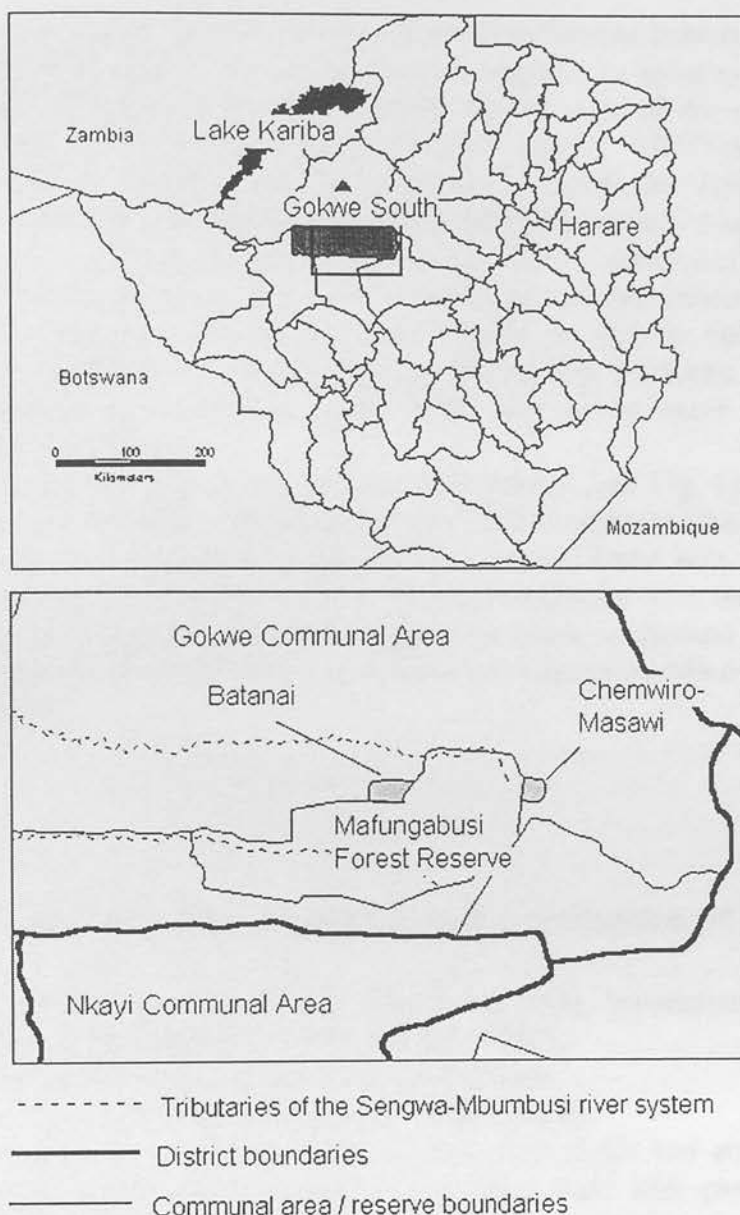 Zambia
Lake Kariba
Gokwe South
Harare
Botswana
0 100 200
Kilometers
Mozambique
Gokwe Communal Area
Batanai
Chemwiro-
Masawi
Mafungabusi
Forest Reserve
Nkayi Communal Area
Tributaries of the Sengwa-Mbumbusi river system
District boundaries
Communal area / reserve boundaries